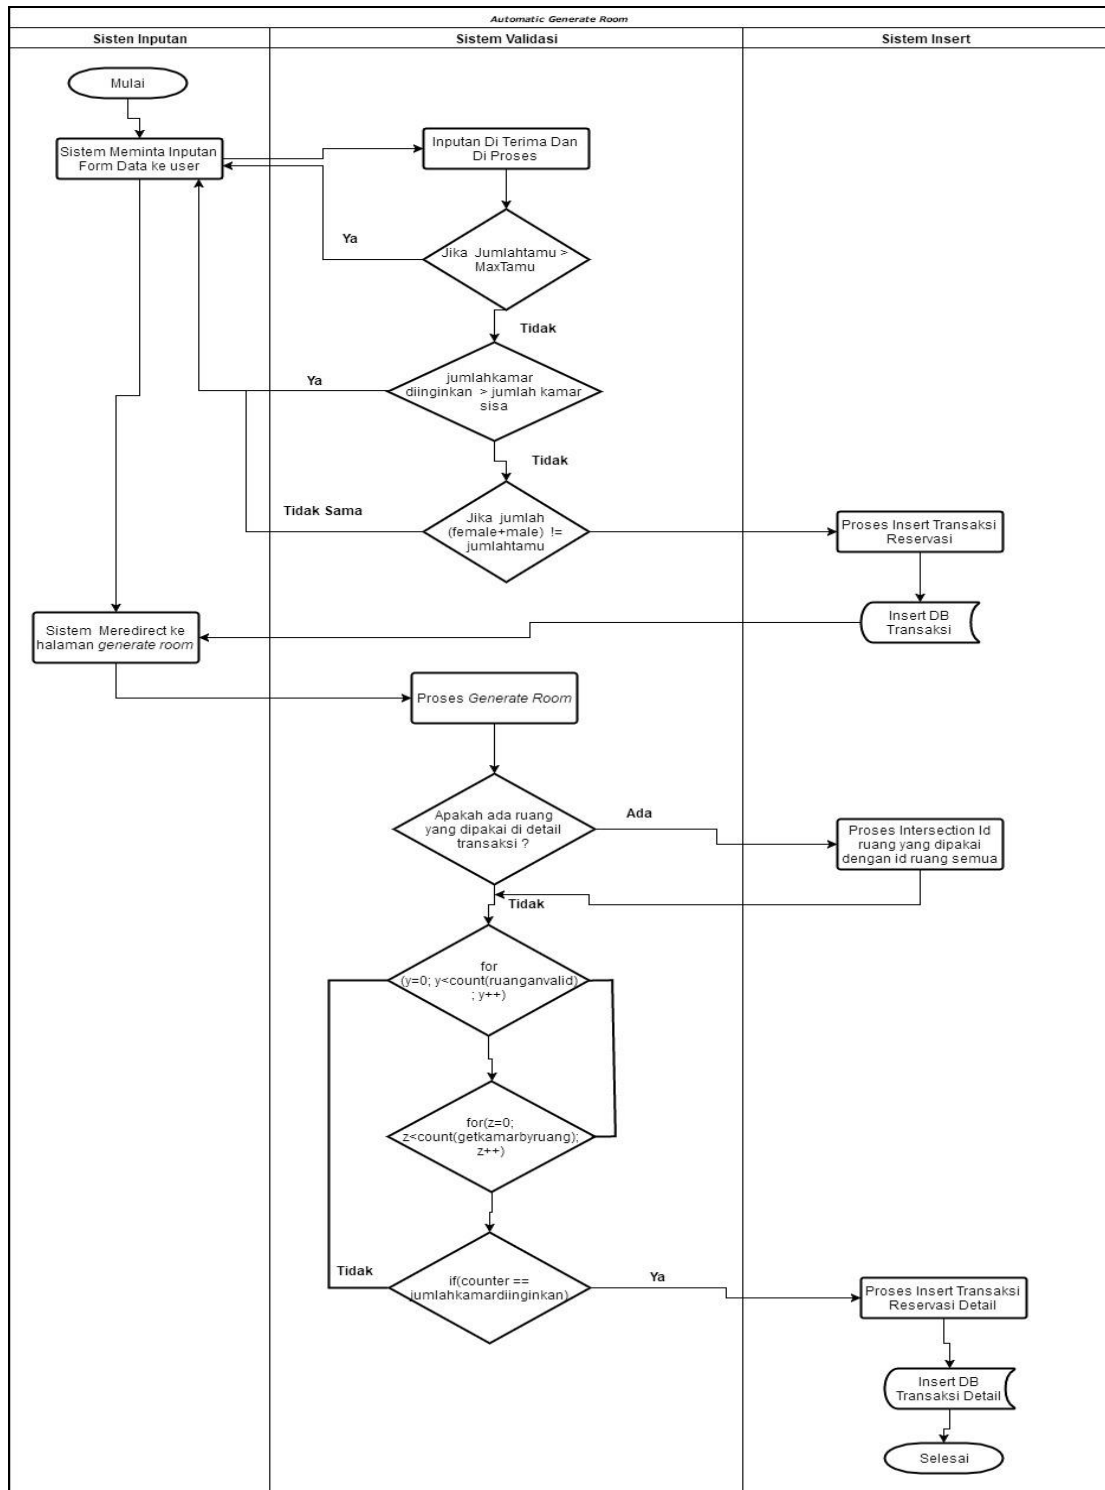 Automatic Generate Room
Sisten Inputan
Sistem Validasi
Sistem Insert
Mulai
Sistem Meminta Inputan
Form Data ke user
Inputan Di Terima Dan
Di Proses
Ya
Jika Jumlahtamu >
MaxTamu
Tidak
Ya
jumlahkamar
diinginkan > jumlah kamar
sisa
Tidak
Tidak Sama
Jika jumlah
(female+male) !=
jumlahtamu
Proses Insert Transaksi
Reservasi
Insert DB
Transaksi
Sistem Meredirect ke
halaman generate room
Proses Generate Room
Apakah ada ruang
yang dipakai di detail
transaksi ?
Ada
Proses Intersection Id
ruang yang dipakai
dengan id ruang semua
Tidak
for
(y=0; y<count(ruanganvalid)
; y++)
for(z=0;
z<count(getkamarbyruang);
z++)
Tidak
if(counter ==
jumlahkamardiinginkan)
Ya
Proses Insert Transaksi
Reservasi Detail
Insert DB
Transaksi Detail
Selesai